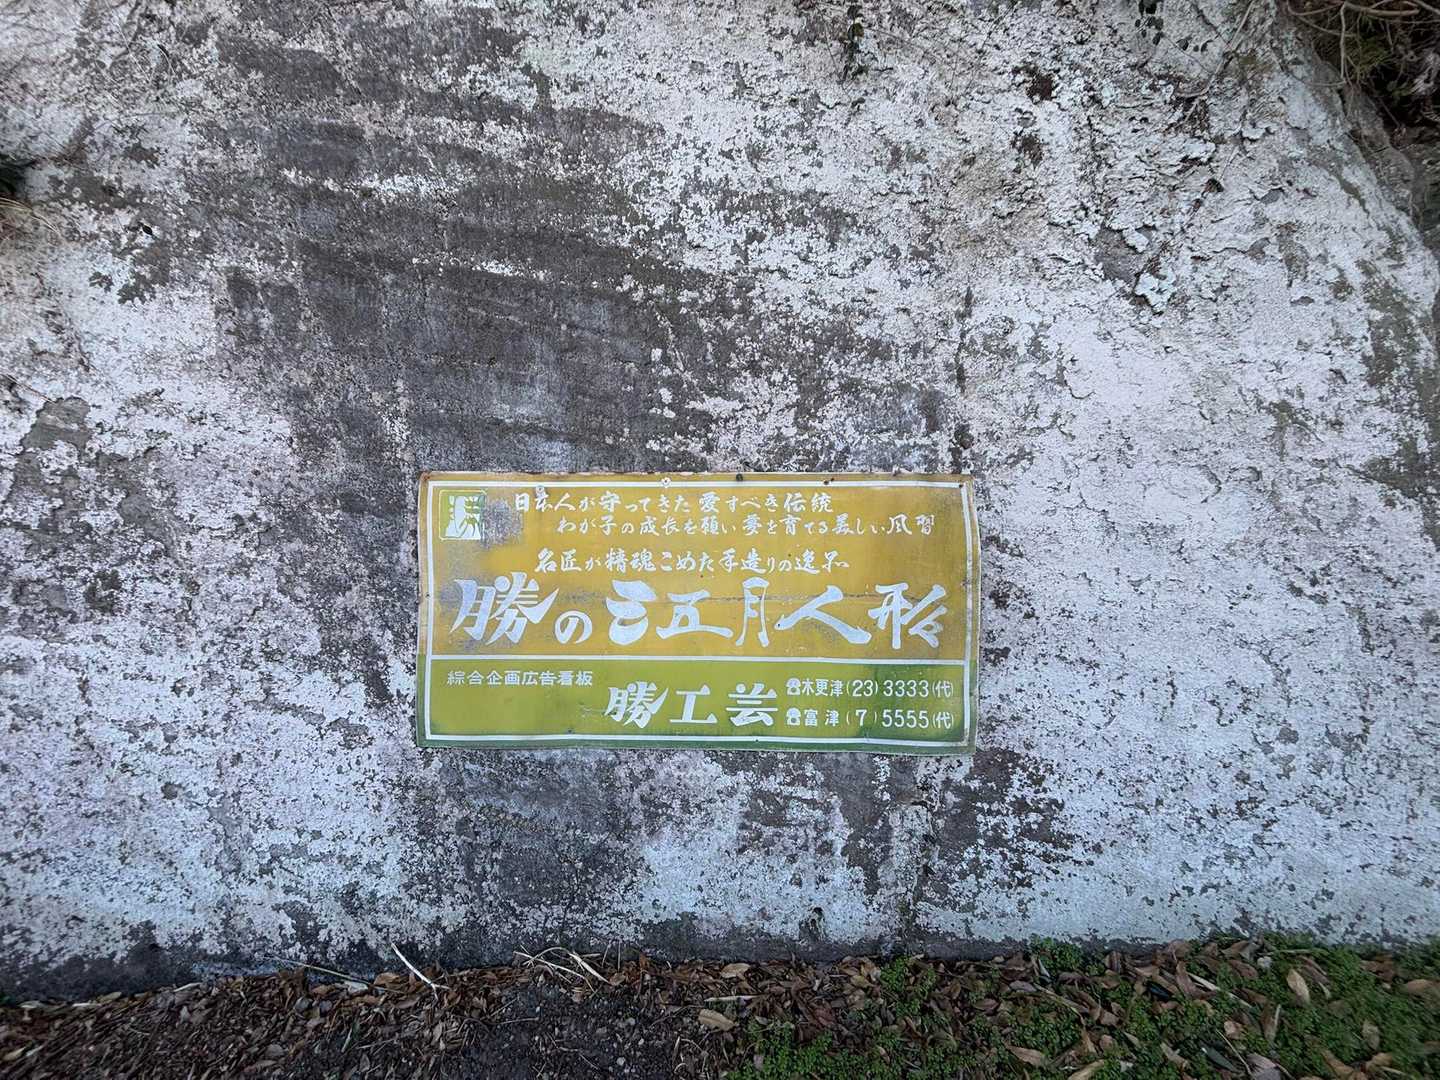 日本人が守ってきた愛すべき伝統
わが子の成長を願い夢を育てる美しい風習
名匠が精魂こめた手造りの逸品
勝の三五月人形
綜合企画広告看板
勝工芸
☎木更津(23)3333(代)
☎富津(7)5555(代)